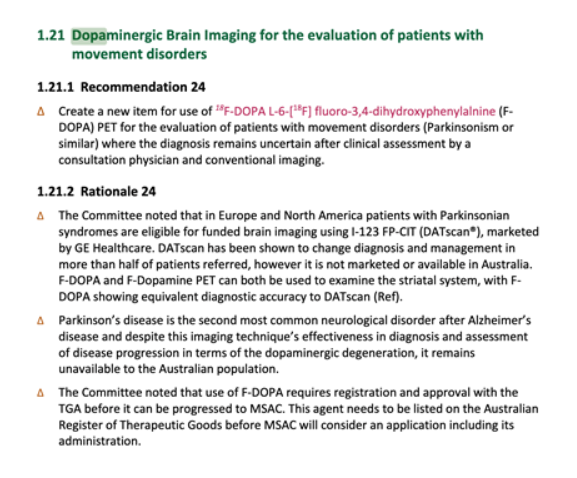 1.21 Dopaminergic Brain Imaging for the evaluation of patients with
movement disorders
1.21.1 Recommendation 24
Δ Create a new item for use of ¹⁸F-DOPA L-6-[¹⁸F] fluoro-3,4-dihydroxyphenylalnine (F-
DOPA) PET for the evaluation of patients with movement disorders (Parkinsonism or
similar) where the diagnosis remains uncertain after clinical assessment by a
consultation physician and conventional imaging.
1.21.2 Rationale 24
Δ The Committee noted that in Europe and North America patients with Parkinsonian
syndromes are eligible for funded brain imaging using I-123 FP-CIT (DATscan®), marketed
by GE Healthcare. DATscan has been shown to change diagnosis and management in
more than half of patients referred, however it is not marketed or available in Australia.
F-DOPA and F-Dopamine PET can both be used to examine the striatal system, with F-
DOPA showing equivalent diagnostic accuracy to DATscan (Ref).
Δ Parkinson's disease is the second most common neurological disorder after Alzheimer's
disease and despite this imaging technique's effectiveness in diagnosis and assessment
of disease progression in terms of the dopaminergic degeneration, it remains
unavailable to the Australian population.
Δ The Committee noted that use of F-DOPA requires registration and approval with the
TGA before it can be progressed to MSAC. This agent needs to be listed on the Australian
Register of Therapeutic Goods before MSAC will consider an application including its
administration.